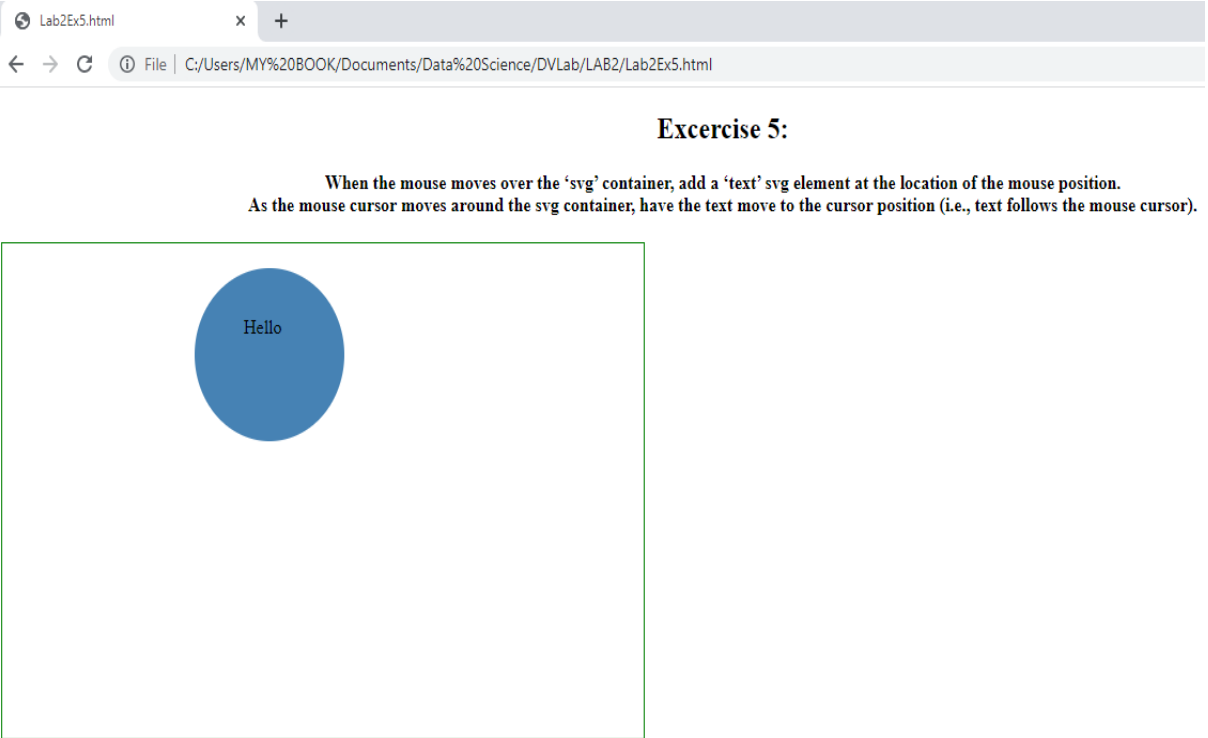 Lab2Ex5.html
File | C:/Users/MY%20BOOK/Documents/Data%20Science/DVLab/LAB2/Lab2Ex5.html
Excercise 5:
When the mouse moves over the ‘svg’ container, add a ‘text’ svg element at the location of the mouse position.
As the mouse cursor moves around the svg container, have the text move to the cursor position (i.e., text follows the mouse cursor).
Hello